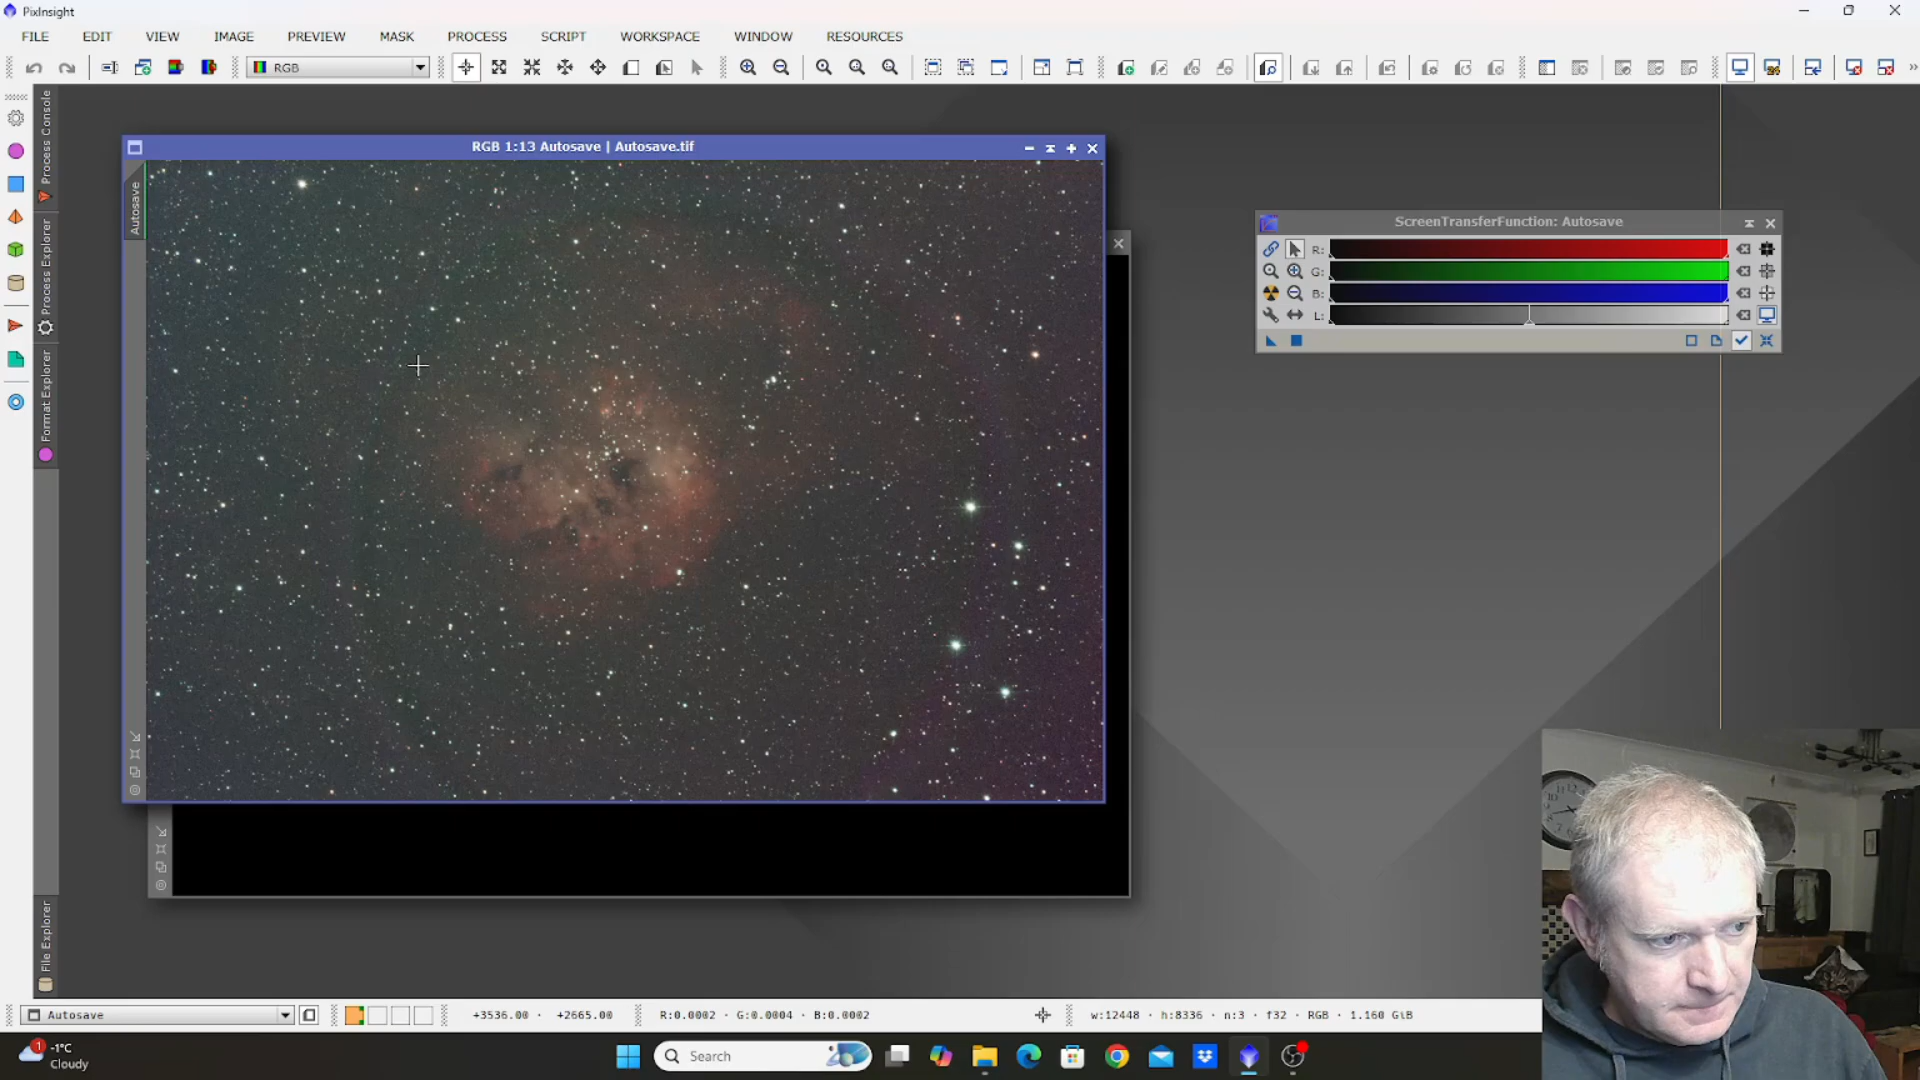 PixInsight
FILE EDIT VIEW IMAGE PREVIEW MASK PROCESS SCRIPT WORKSPACE WINDOW RESOURCES
RGB
Process Console
Process Explorer
Format Explorer
File Explorer
RGB 1:13 Autosave | Autosave.tif
Autosave
ScreenTransferFunction: Autosave
R:
G:
B:
L:
Autosave
+3536.00 · +2665.00
R:0.0002 · G:0.0004 · B:0.0002
w:12448 · h:8336 · n:3 · f32 · RGB · 1.160 GiB
1
-1°C
Cloudy
Search